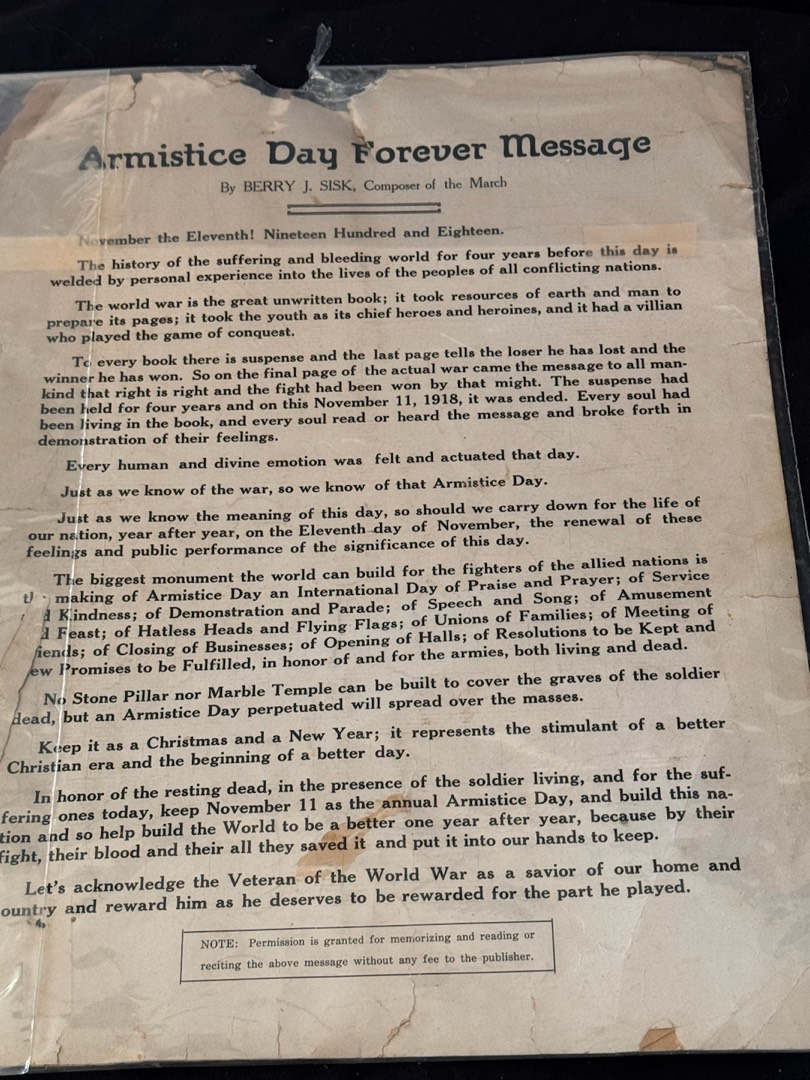 Armistice Day Forever Message
By BERRY J. SISK, Composer of the March
November the Eleventh! Nineteen Hundred and Eighteen.
The history of the suffering and bleeding world for four years before this day is
welded by personal experience into the lives of the peoples of all conflicting nations.
The world war is the great unwritten book; it took resources of earth and man to
prepare its pages; it took the youth as its chief heroes and heroines, and it had a villian
who played the game of conquest.
To every book there is suspense and the last page tells the loser he has lost and the
winner he has won. So on the final page of the actual war came the message to all man-
kind that right is right and the fight had been won by that might. The suspense had
been held for four years and on this November 11, 1918, it was ended. Every soul had
been living in the book, and every soul read or heard the message and broke forth in
demonstration of their feelings.
Every human and divine emotion was felt and actuated that day.
Just as we know of the war, so we know of that Armistice Day.
Just as we know the meaning of this day, so should we carry down for the life of
our nation, year after year, on the Eleventh day of November, the renewal of these
feelings and public performance of the significance of this day.
The biggest monument the world can build for the fighters of the allied nations is
making of Armistice Day an International Day of Praise and Prayer; of Service
Kindness; of Demonstration and Parade; of Speech and Song; of Amusement
Feast; of Hatless Heads and Flying Flags; of Unions of Families; of Meeting of
iends; of Closing of Businesses; of Opening of Halls; of Resolutions to be Kept and
ew Promises to be Fulfilled, in honor of and for the armies, both living and dead.
No Stone Pillar nor Marble Temple can be built to cover the graves of the soldier
dead, but an Armistice Day perpetuated will spread over the masses.
Keep it as a Christmas and a New Year; it represents the stimulant of a better
Christian era and the beginning of a better day.
In honor of the resting dead, in the presence of the soldier living, and for the suf-
fering ones today, keep November 11 as the annual Armistice Day, and build this na-
tion and so help build the World to be a better one year after year, because by their
fight, their blood and their all they saved it and put it into our hands to keep.
Let's acknowledge the Veteran of the World War as a savior of our home and
ountry and reward him as he deserves to be rewarded for the part he played.
NOTE: Permission is granted for memorizing and reading or
reciting the above message without any fee to the publisher.